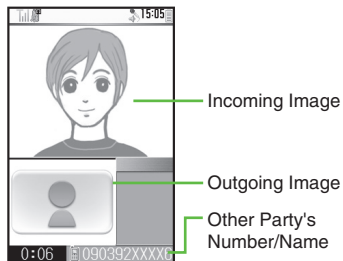 15:05
Incoming Image
Outgoing Image
Other Party's
Number/Name
0:06 090392XXXX6